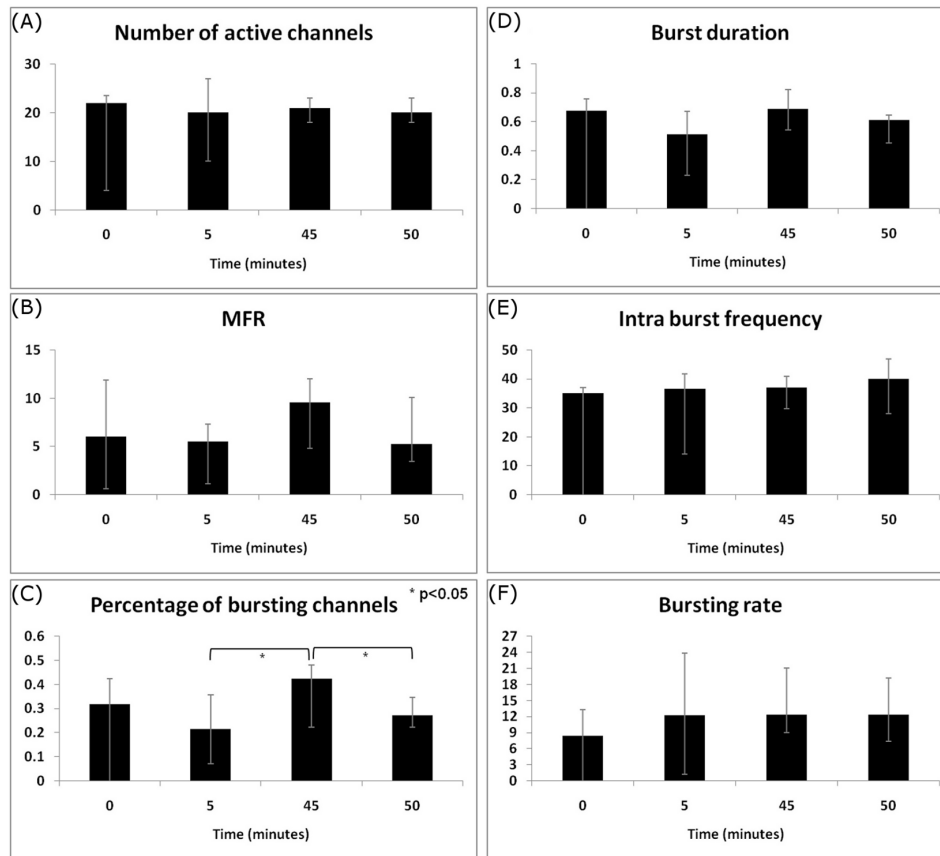 (A)
Number of active channels
30
20
10
0
0 5 45 50
Time (minutes)
(B)
MFR
15
10
5
0
0 5 45 50
Time (minutes)
(C)
Percentage of bursting channels
* p<0.05
0.6
0.5
0.4
0.3
0.2
0.1
0
* *
0 5 45 50
Time (minutes)
(D)
Burst duration
1
0.8
0.6
0.4
0.2
0
0 5 45 50
Time (minutes)
(E)
Intra burst frequency
50
40
30
20
10
0
0 5 45 50
Time (minutes)
(F)
Bursting rate
27
24
21
18
15
12
9
6
3
0
0 5 45 50
Time (minutes)